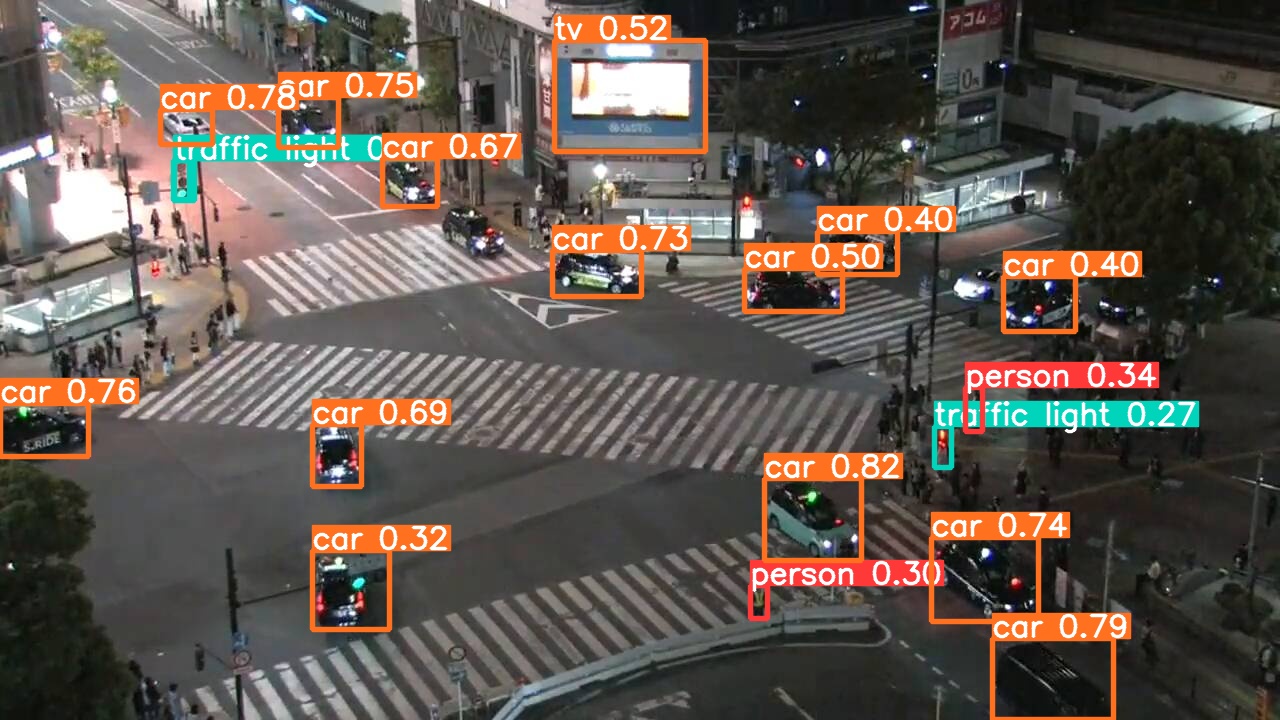 AMERICAN EAGLE
tv 0.52
アコム
car 0.78
car 0.75
traffic light 0
car 0.67
car 0.40
car 0.73
car 0.50
car 0.40
person 0.34
car 0.76
car 0.69
traffic light 0.27
S.RIDE
car 0.82
car 0.74
car 0.32
person 0.30
car 0.79